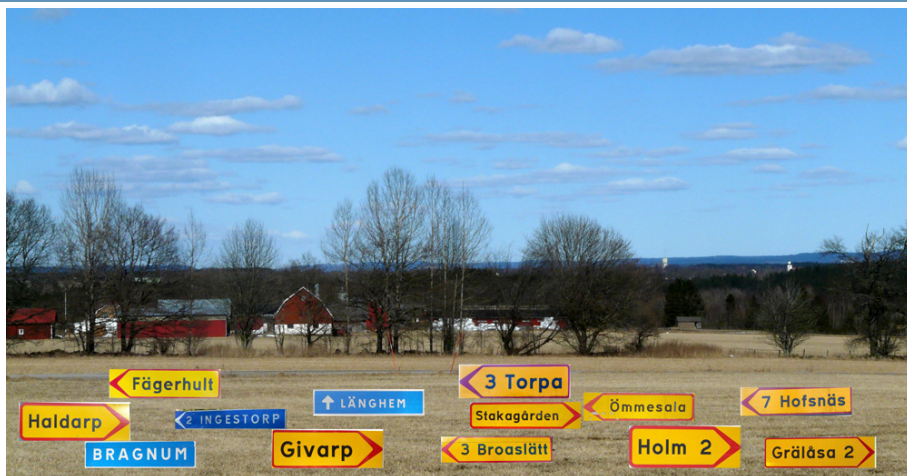 Fägerhult
3 Torpa
LÄNGHEM
7 Hofsnäs
Ömmesala
Haldarp
2 INGESTORP
Stakagården
BRAGNUM
Givarp
3 Broaslätt
Holm 2
Grälåsa 2